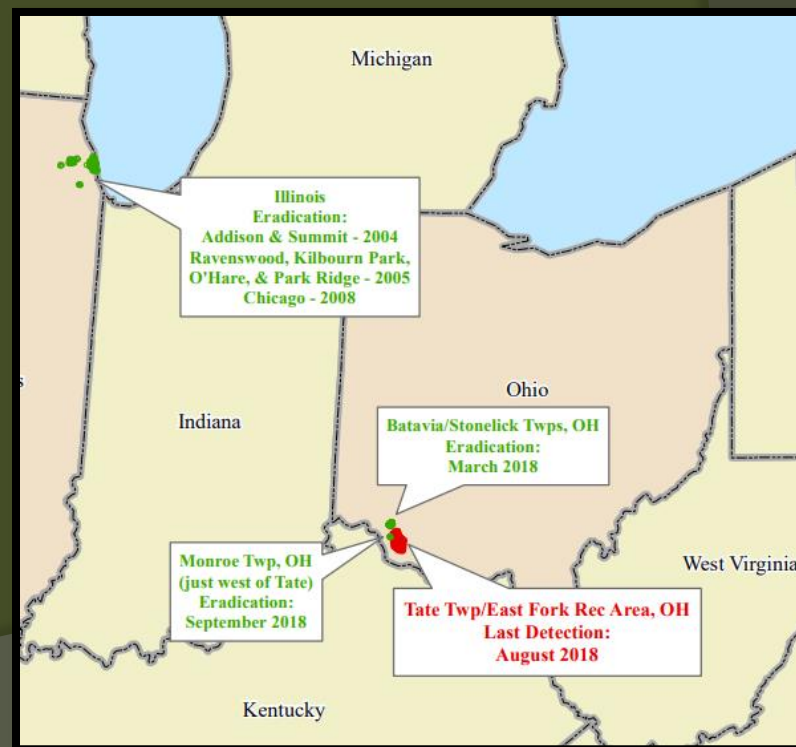 Michigan
Illinois
Eradication:
Addison & Summit - 2004
Ravenswood, Kilbourn Park,
O'Hare, & Park Ridge - 2005
Chicago - 2008
s
Ohio
Indiana
Batavia/Stonelick Twps, OH
Eradication:
March 2018
Monroe Twp, OH
(just west of Tate)
Eradication:
September 2018
West Virginia
Tate Twp/East Fork Rec Area, OH
Last Detection:
August 2018
Kentucky